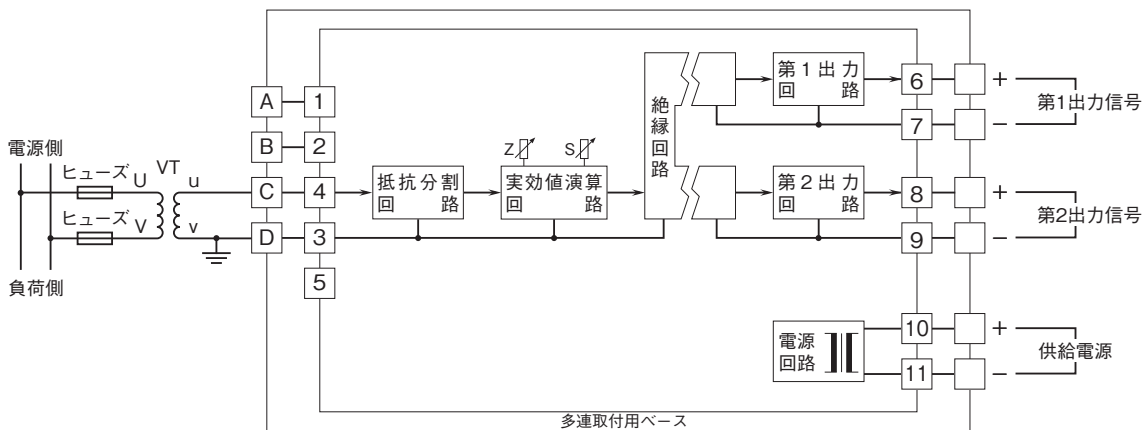 電源側
ヒューズ
U
VT
u
ヒューズ
V
v
負荷側
A
1
B
2
C
4
D
3
5
抵抗分割
回路
Z
S
実効値演算
回路
絶縁回路
第1出力
回路
第2出力
回路
6
+
第1出力信号
7
−
8
+
第2出力信号
9
−
電源
回路
10
+
供給電源
11
−
多連取付用ベース